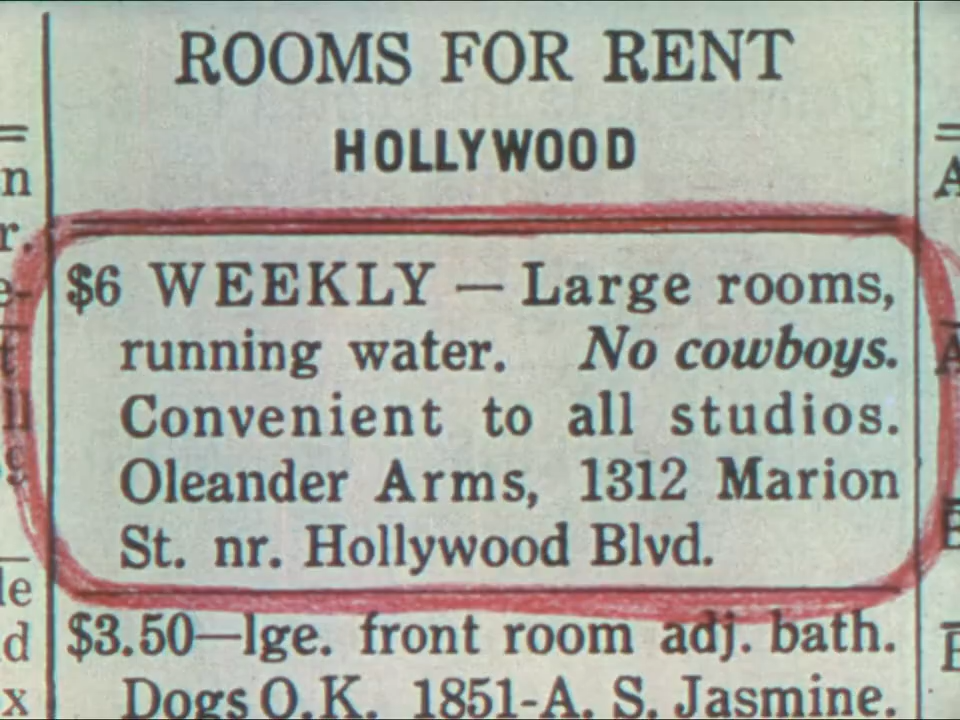 ROOMS FOR RENT
HOLLYWOOD
$6 WEEKLY — Large rooms,
running water. No cowboys.
Convenient to all studios.
Oleander Arms, 1312 Marion
St. nr. Hollywood Blvd.
$3.50—lge. front room adj. bath.
Dogs O.K. 1851-A. S. Jasmine.